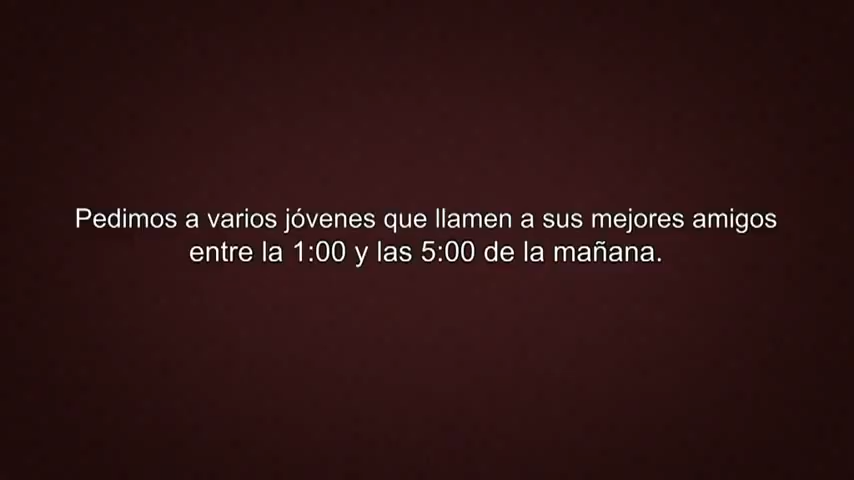 Pedimos a varios jóvenes que llamen a sus mejores amigos
entre la 1:00 y las 5:00 de la mañana.